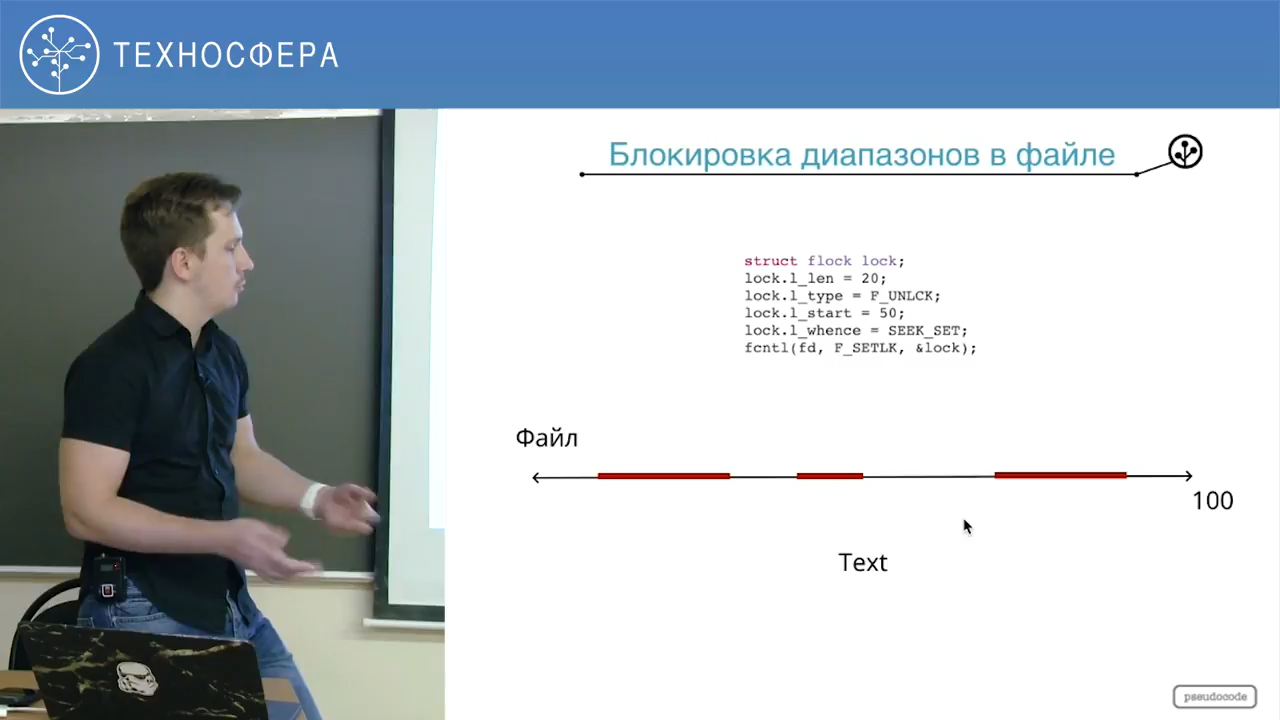 ТЕХНОСФЕРА
Блокировка диапазонов в файле
struct flock lock;
lock.l_len = 20;
lock.l_type = F_UNLCK;
lock.l_start = 50;
lock.l_whence = SEEK_SET;
fcntl(fd, F_SETLK, &lock);
Файл
100
Text
pseudocode